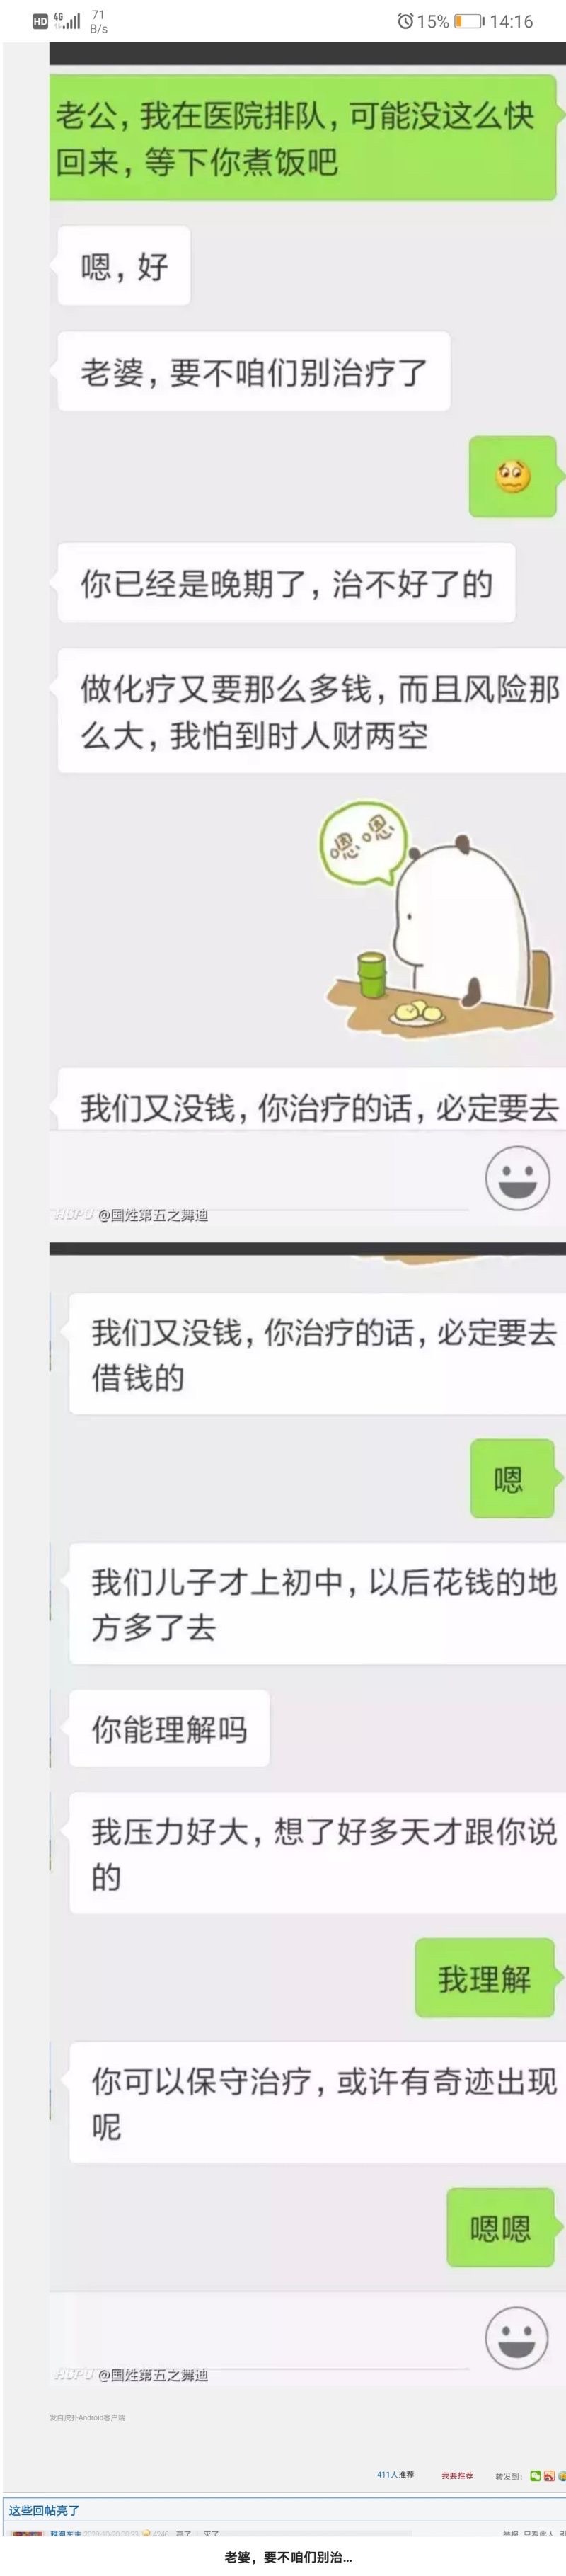 HD 4G 71 B/s 15% 14:16
老公，我在医院排队，可能没这么快
回来，等下你煮饭吧
嗯，好
老婆，要不咱们别治疗了
你已经是晚期了，治不好了的
做化疗又要那么多钱，而且风险那
么大，我怕到时人财两空
嗯嗯
我们又没钱，你治疗的话，必定要去
HUPU @国姓第五之舞迪
我们又没钱，你治疗的话，必定要去
借钱的
嗯
我们儿子才上初中，以后花钱的地
方多了去
你能理解吗
我压力好大，想了好多天才跟你说
的
我理解
你可以保守治疗，或许有奇迹出现
呢
嗯嗯
HUPU @国姓第五之舞迪
发自虎扑Android客户端
411人推荐 我要推荐 转发到：
这些回帖亮了
老婆，要不咱们别治...